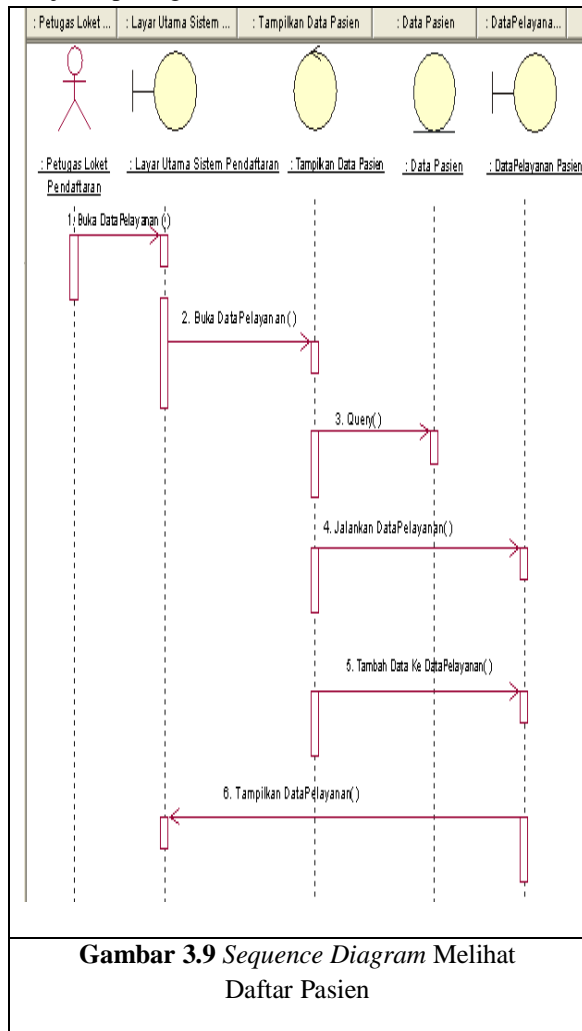 : Petugas Loket ...
: Layar Utama Sistem ...
: Tampilkan Data Pasien
: Data Pasien
: DataPelayana...
: Petugas Loket
Pendaftaran
: Layar Utama Sistem Pendaftaran
: Tampilkan Data Pasien
: Data Pasien
: DataPelayanan Pasien
1. Buka DataPelayanan ( )
2. Buka DataPelayanan ( )
3. Query( )
4. Jalankan DataPelayanan( )
5. Tambah Data Ke DataPelayanan( )
6. Tampilkan DataPelayanan( )
Gambar 3.9 Sequence Diagram Melihat
Daftar Pasien